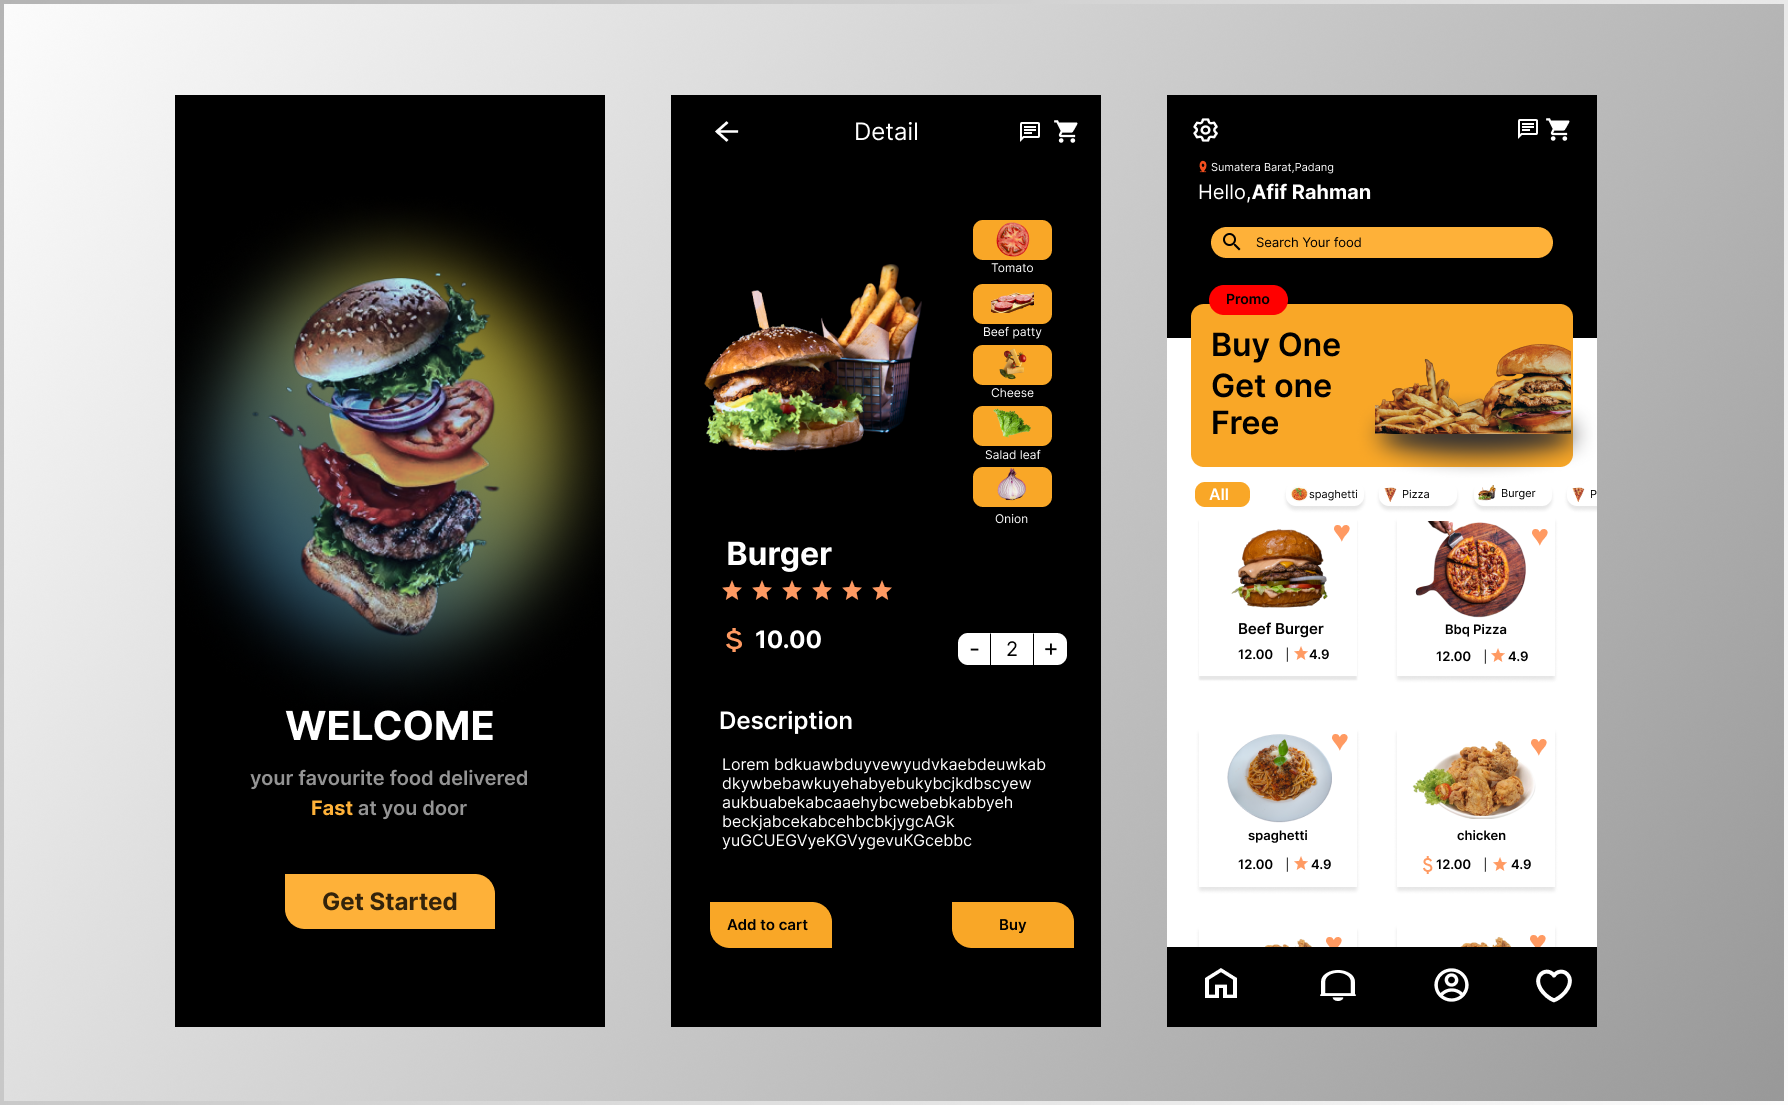 WELCOME
your favourite food delivered
Fast at you door
Get Started
Detail
Tomato
Beef patty
Cheese
Salad leaf
Onion
Burger
$ 10.00
- 2 +
Description
Lorem bdkuawbduyvewyudvkaebdeuwkab
dkywbebawkuyehabyebukybcjkdbscyew
aukbuabekabcaaehybcwebebkabbyeh
beckjabcekabcehbcbkjygcAGk
yuGCUEGVyeKGVygevuKGcebbc
Add to cart
Buy
Sumatera Barat,Padang
Hello,Afif Rahman
Search Your food
Promo
Buy One
Get one
Free
All
spaghetti
Pizza
Burger
P
Beef Burger
12.00 | 4.9
Bbq Pizza
12.00 | 4.9
spaghetti
12.00 | 4.9
chicken
$ 12.00 | 4.9